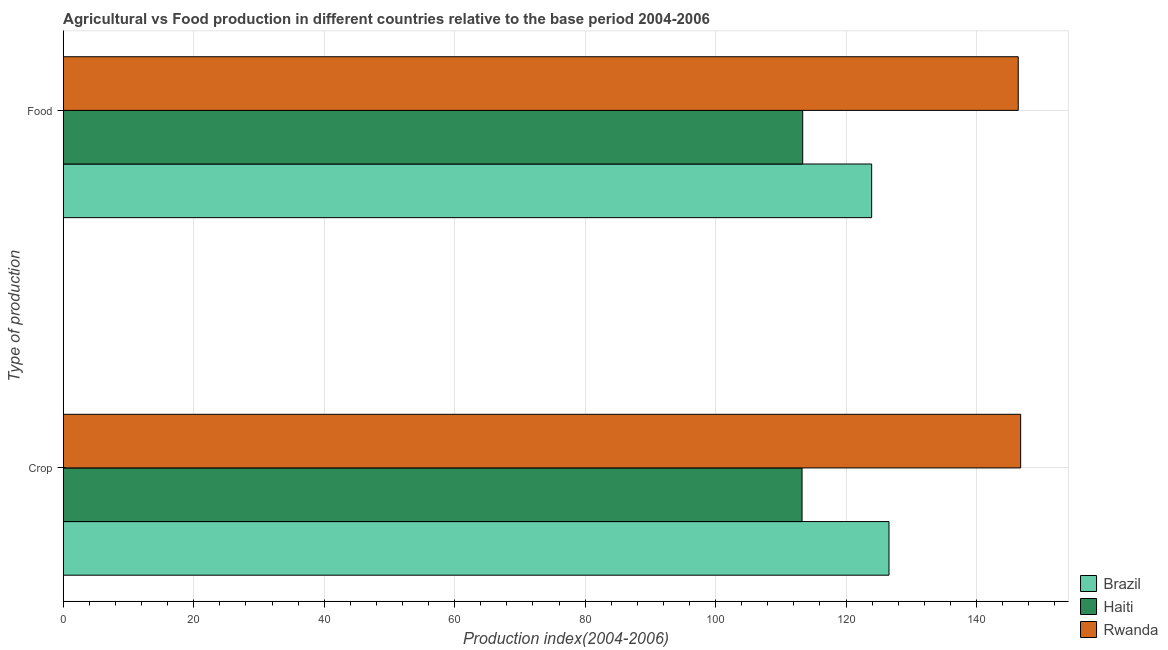 Agricultural vs Food production in different countries relative to the base period 2004-2006
Type of production
Food
Crop
0
20
40
60
80
100
120
140
Production index(2004-2006)
Brazil
Haiti
Rwanda